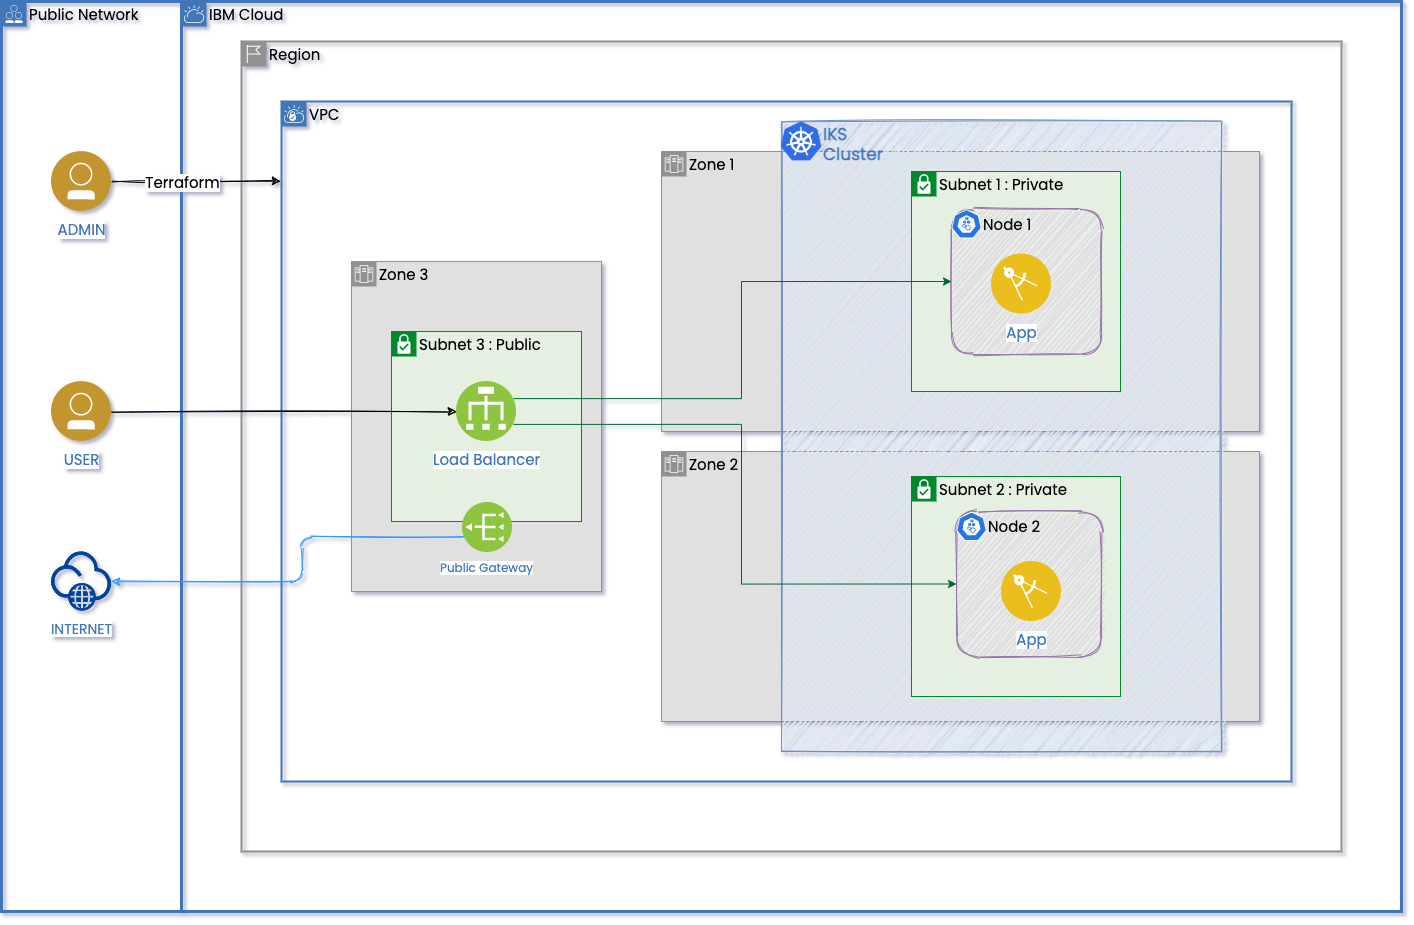 Public Network
IBM Cloud
Region
VPC
IKS
Cluster
Zone 1
Subnet 1 : Private
Node 1
App
Terraform
ADMIN
Zone 3
Subnet 3 : Public
Load Balancer
USER
Zone 2
Subnet 2 : Private
Node 2
App
Public Gateway
INTERNET